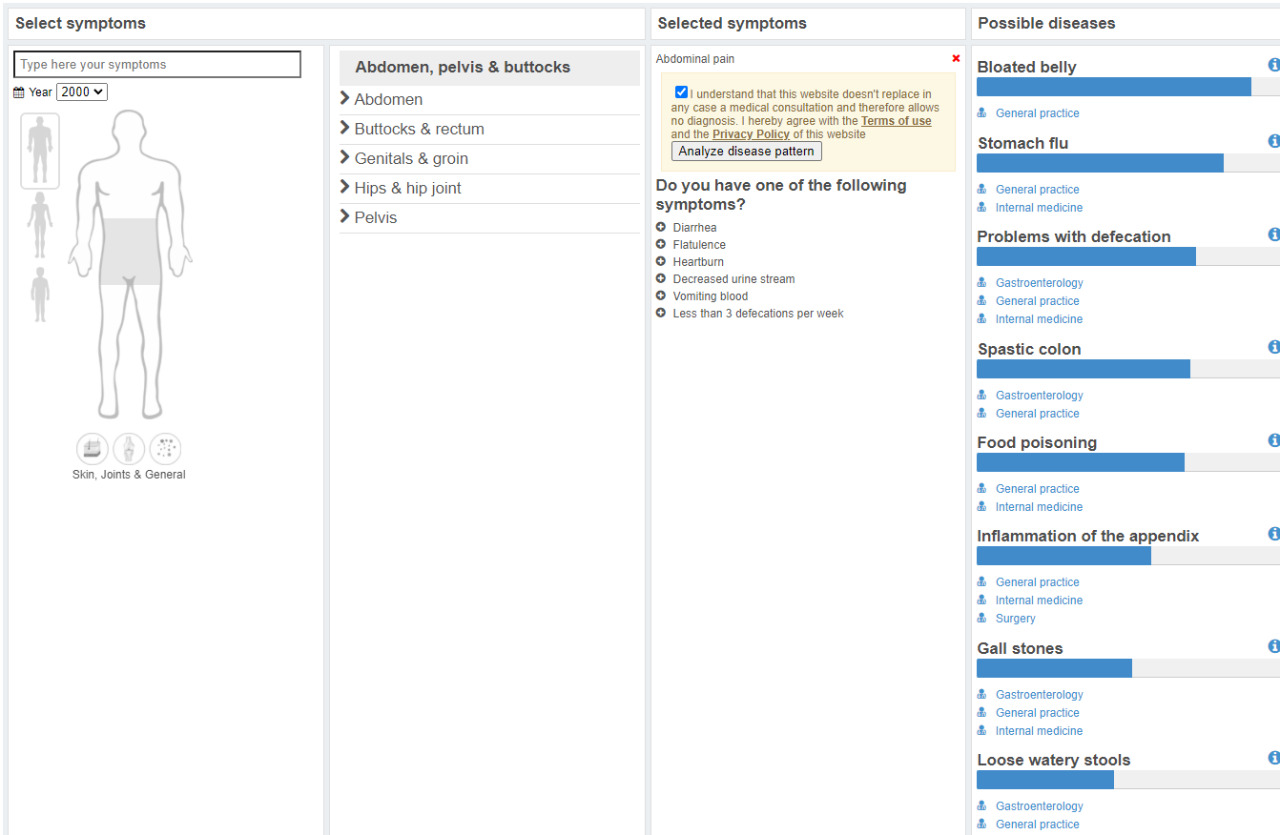 Select symptoms
Type here your symptoms
Year 2000
Skin, Joints & General
Abdomen, pelvis & buttocks
Abdomen
Buttocks & rectum
Genitals & groin
Hips & hip joint
Pelvis
Selected symptoms
Abdominal pain
I understand that this website doesn't replace in
any case a medical consultation and therefore allows
no diagnosis. I hereby agree with the Terms of use
and the Privacy Policy of this website
Analyze disease pattern
Do you have one of the following
symptoms?
Diarrhea
Flatulence
Heartburn
Decreased urine stream
Vomiting blood
Less than 3 defecations per week
Possible diseases
Bloated belly
General practice
Stomach flu
General practice
Internal medicine
Problems with defecation
Gastroenterology
General practice
Internal medicine
Spastic colon
Gastroenterology
General practice
Food poisoning
General practice
Internal medicine
Inflammation of the appendix
General practice
Internal medicine
Surgery
Gall stones
Gastroenterology
General practice
Internal medicine
Loose watery stools
Gastroenterology
General practice